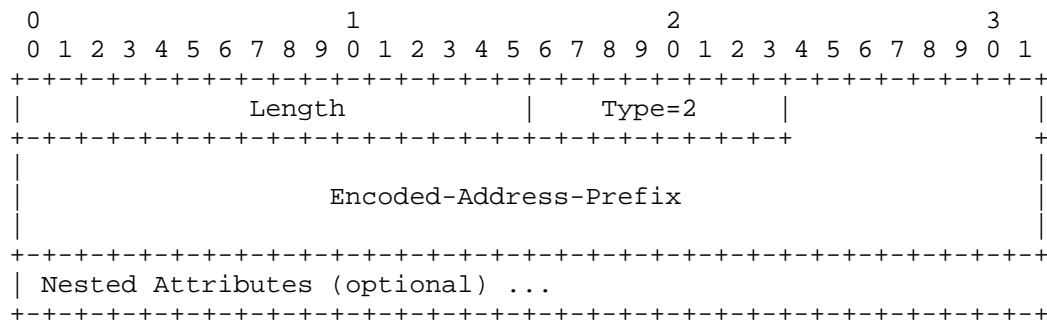 0                   1                   2                   3
 0 1 2 3 4 5 6 7 8 9 0 1 2 3 4 5 6 7 8 9 0 1 2 3 4 5 6 7 8 9 0 1
+-+-+-+-+-+-+-+-+-+-+-+-+-+-+-+-+-+-+-+-+-+-+-+-+-+-+-+-+-+-+-+-+
|              Length           |    Type=2     |               |
+-+-+-+-+-+-+-+-+-+-+-+-+-+-+-+-+-+-+-+-+-+-+-+-+               +
|                                                               |
|                   Encoded-Address-Prefix                      |
|                                                               |
+-+-+-+-+-+-+-+-+-+-+-+-+-+-+-+-+-+-+-+-+-+-+-+-+-+-+-+-+-+-+-+-+
| Nested Attributes (optional) ...
+-+-+-+-+-+-+-+-+-+-+-+-+-+-+-+-+-+-+-+-+-+-+-+-+-+-+-+-+-+-+-+-+